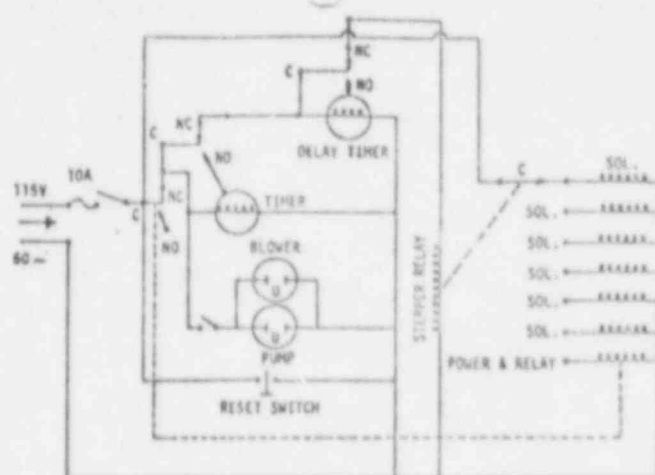 NC
C
NO
NC
C
DELAY TIMER
SOL.
C
10A
NO
115V
NC
TIMER
C
SOL.
NO
BLOWER
SOL.
60~
SOL.
STEPPER RELAY
SOL.
SOL.
PUMP
POWER & RELAY
RESET SWITCH